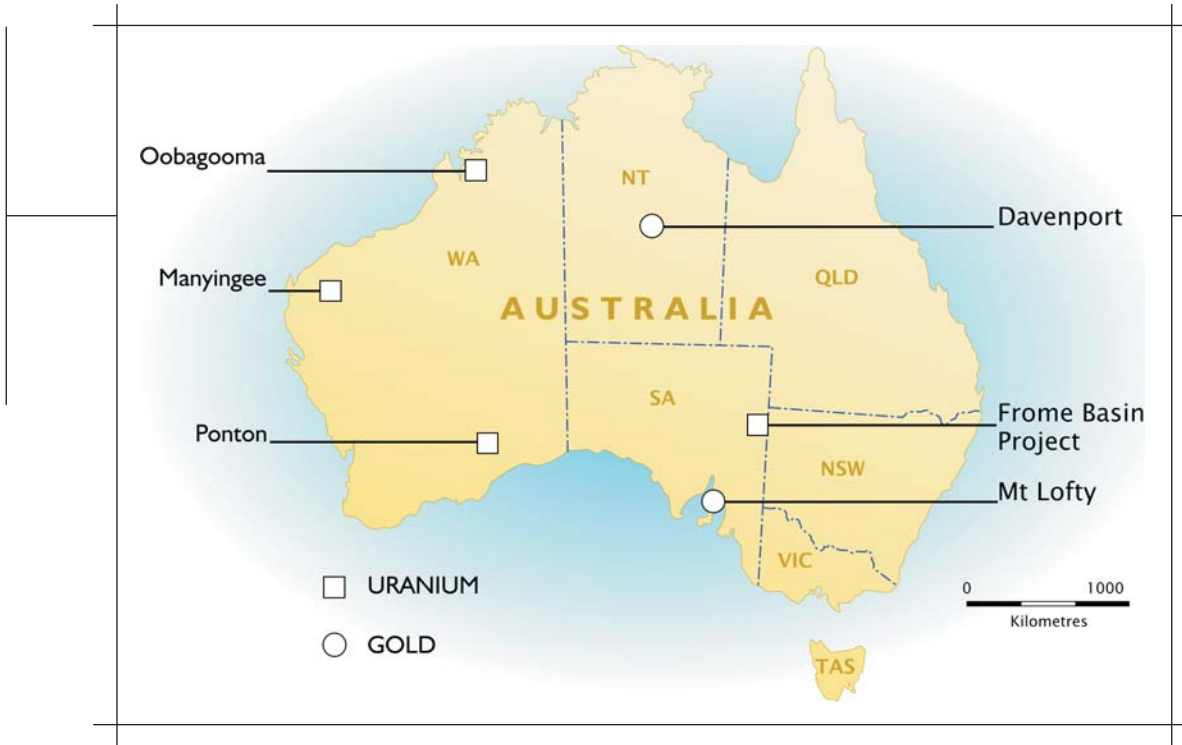 Oobagooma
NT
Davenport
WA
Manyingee
QLD
AUSTRALIA
SA
Frome Basin
Project
Ponton
NSW
Mt Lofty
VIC
URANIUM
0 1000
Kilometres
GOLD
TAS